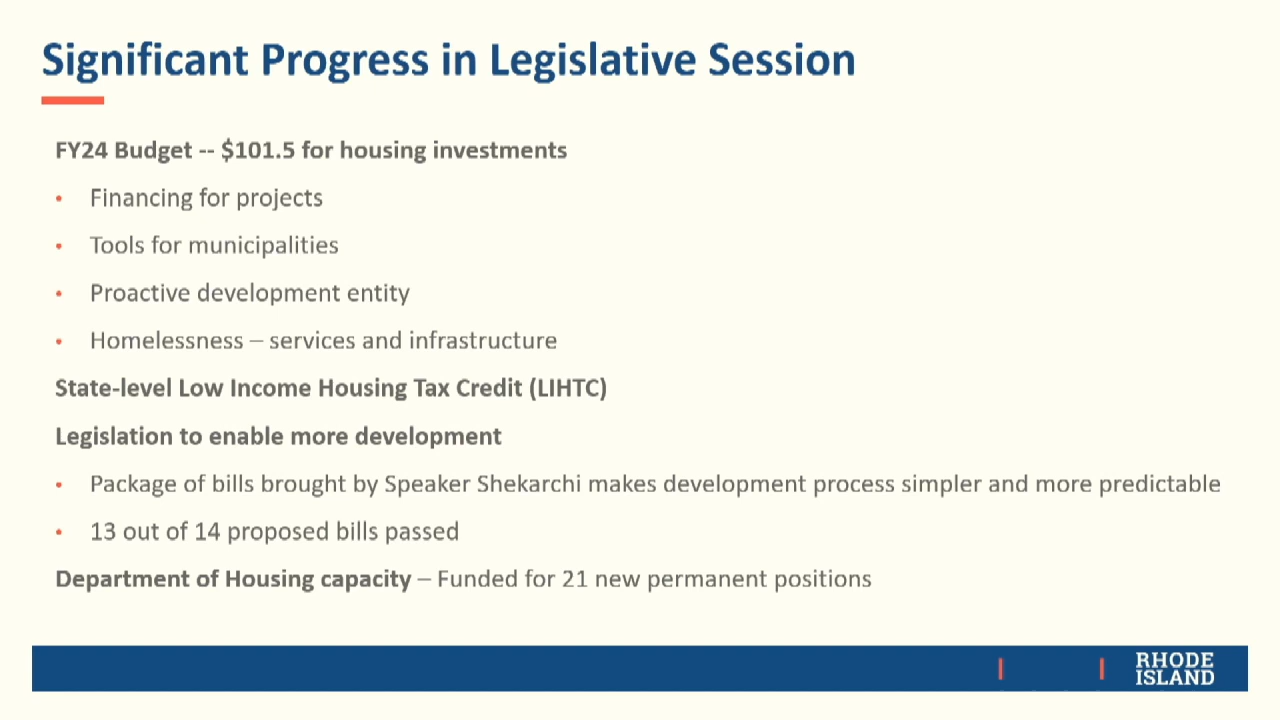 Significant Progress in Legislative Session
FY24 Budget -- $101.5 for housing investments
• Financing for projects
• Tools for municipalities
• Proactive development entity
• Homelessness – services and infrastructure
State-level Low Income Housing Tax Credit (LIHTC)
Legislation to enable more development
• Package of bills brought by Speaker Shekarchi makes development process simpler and more predictable
• 13 out of 14 proposed bills passed
Department of Housing capacity – Funded for 21 new permanent positions
RHODE
ISLAND